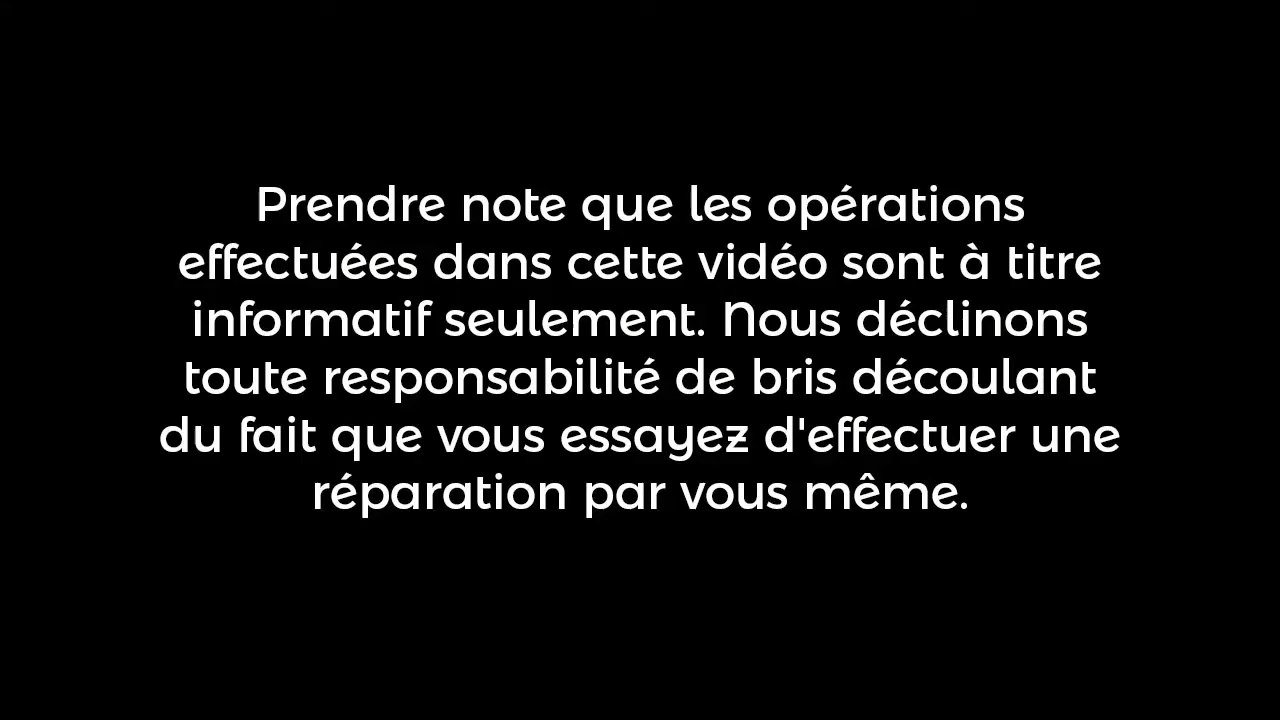 Prendre note que les opérations
effectuées dans cette vidéo sont à titre
informatif seulement. Nous déclinons
toute responsabilité de bris découlant
du fait que vous essayez d'effectuer une
réparation par vous même.